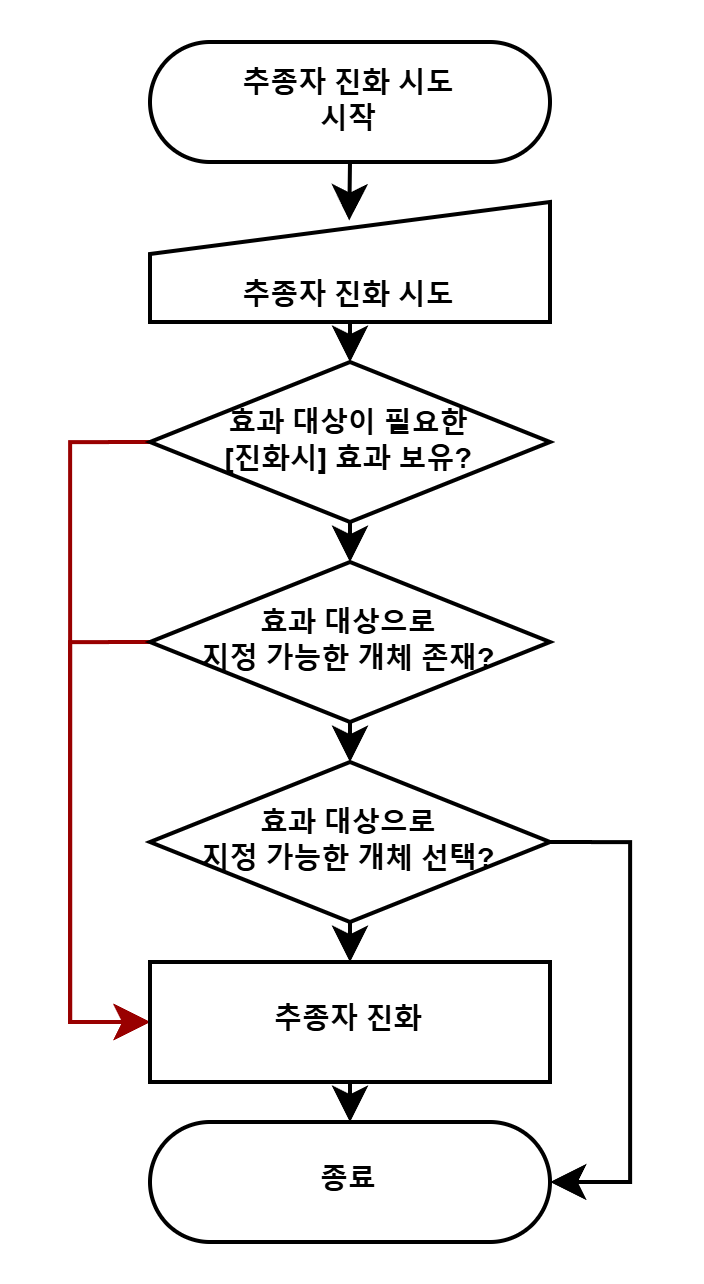 추종자 진화 시도
시작
추종자 진화 시도
효과 대상이 필요한
[진화시] 효과 보유?
효과 대상으로
지정 가능한 개체 존재?
효과 대상으로
지정 가능한 개체 선택?
추종자 진화
종료